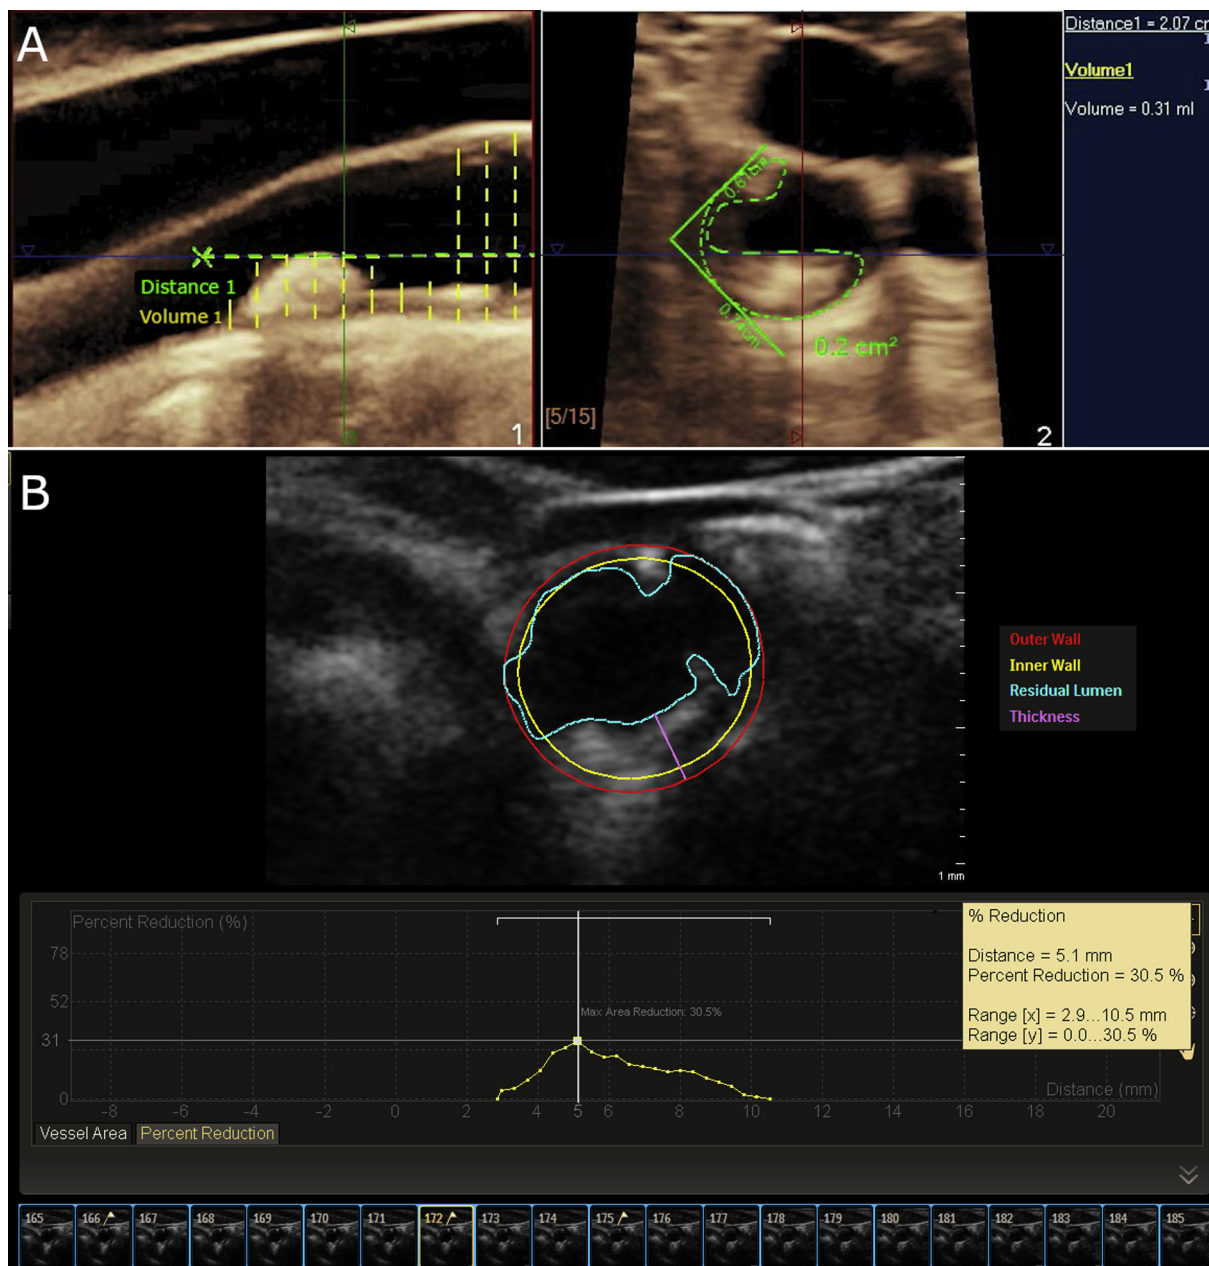 A
Distance 1
Volume 1
1
0.61cm
0.74cm
0.2 cm²
[5/15]
2
Distance1 = 2.07 cm
Volume1
Volume = 0.31 ml
B
Outer Wall
Inner Wall
Residual Lumen
Thickness
1 mm
Percent Reduction (%)
78
52
31
0
Max Area Reduction: 30.5%
% Reduction
Distance = 5.1 mm
Percent Reduction = 30.5 %
Range [x] = 2.9...10.5 mm
Range [y] = 0.0...30.5 %
Distance (mm)
-8 -6 -4 -2 0 2 4 5 6 8 10 12 14 16 18 20
Vessel Area Percent Reduction
165 166 167 168 169 170 171 172 173 174 175 176 177 178 179 180 181 182 183 184 185